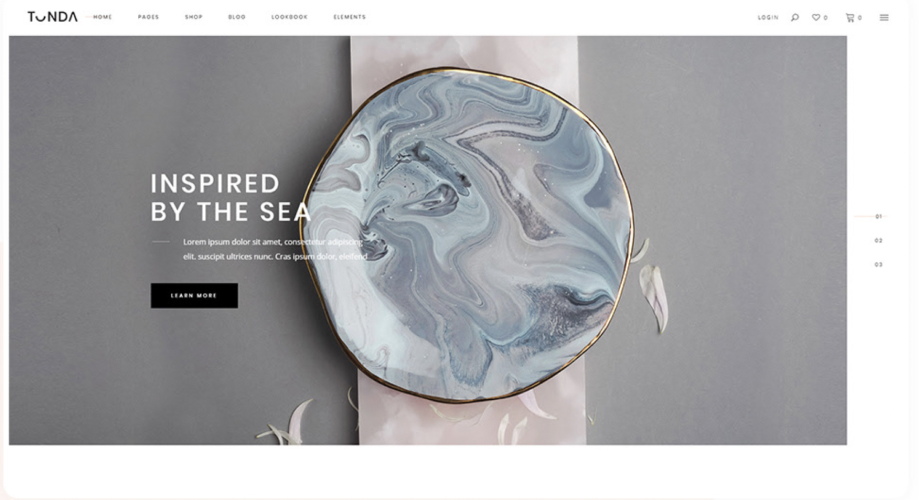 TUNDA
HOME PAGES SHOP BLOG LOOKBOOK ELEMENTS
LOGIN 0 0
INSPIRED
BY THE SEA
Lorem ipsum dolor sit amet, consectetur adipiscing
elit. suscipit ultrices nunc. Cras ipsum dolor, eleifend
LEARN MORE
01
02
03